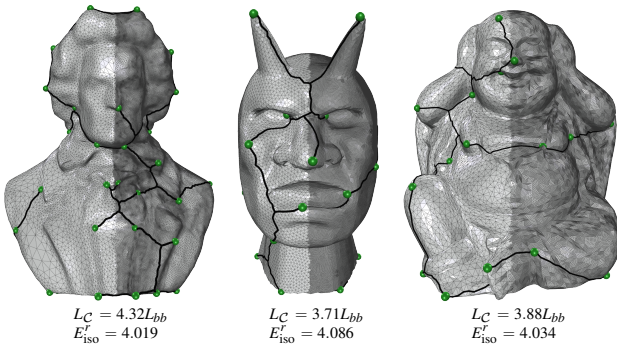 L_C = 4.32L_bb
E^r_iso = 4.019
L_C = 3.71L_bb
E^r_iso = 4.086
L_C = 3.88L_bb
E^r_iso = 4.034